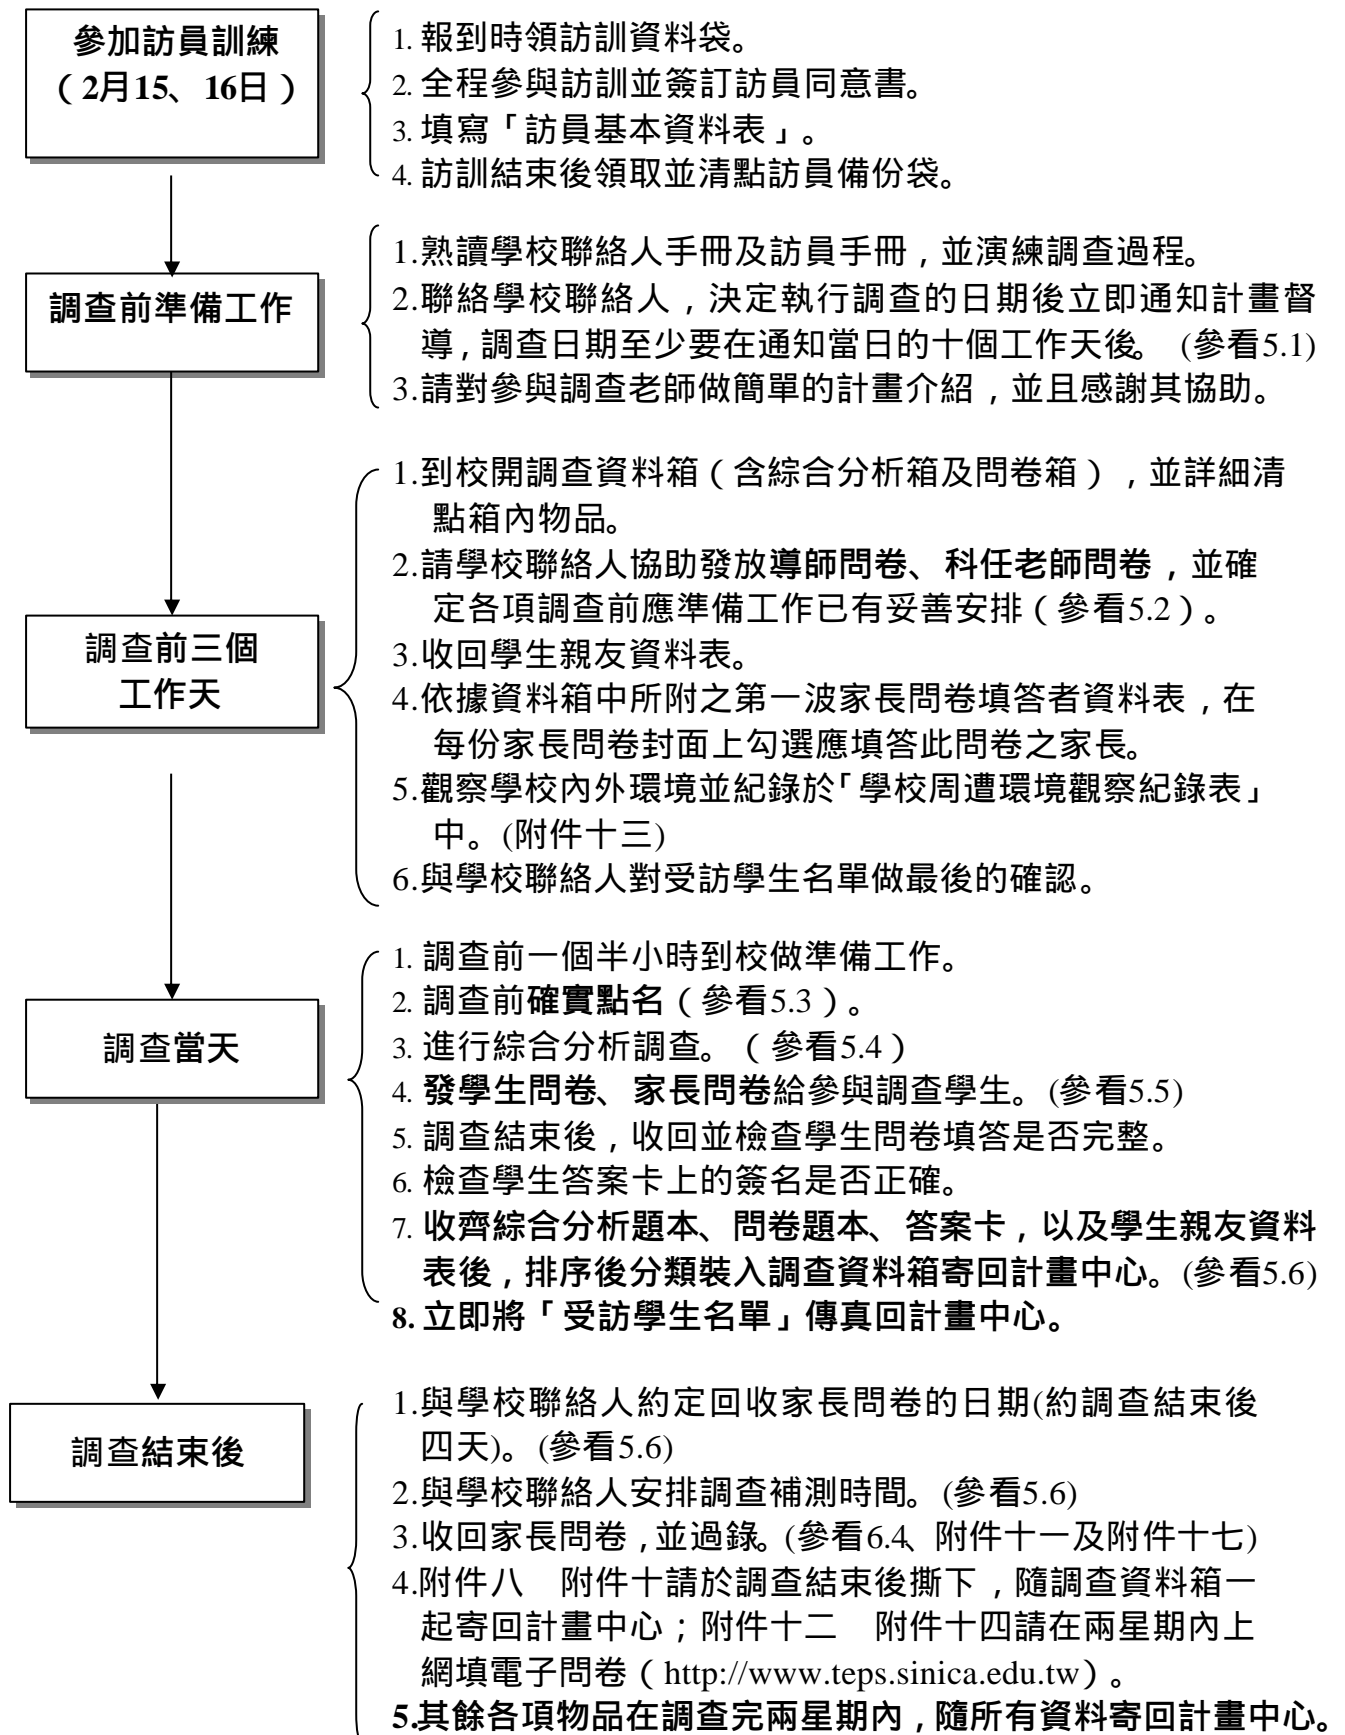 參加訪員訓練
（2月15、16日）
1. 報到時領訪訓資料袋。
2. 全程參與訪訓並簽訂訪員同意書。
3. 填寫「訪員基本資料表」。
4. 訪訓結束後領取並清點訪員備份袋。
調查前準備工作
1.熟讀學校聯絡人手冊及訪員手冊，並演練調查過程。
2.聯絡學校聯絡人，決定執行調查的日期後立即通知計畫督
導，調查日期至少要在通知當日的十個工作天後。 (參看5.1)
3.請對參與調查老師做簡單的計畫介紹，並且感謝其協助。
調查前三個
工作天
1.到校開調查資料箱（含綜合分析箱及問卷箱），並詳細清
點箱內物品。
2.請學校聯絡人協助發放導師問卷、科任老師問卷，並確
定各項調查前應準備工作已有妥善安排（參看5.2）。
3.收回學生親友資料表。
4.依據資料箱中所附之第一波家長問卷填答者資料表，在
每份家長問卷封面上勾選應填答此問卷之家長。
5.觀察學校內外環境並紀錄於「學校周遭環境觀察紀錄表」
中。(附件十三)
6.與學校聯絡人對受訪學生名單做最後的確認。
調查當天
1. 調查前一個半小時到校做準備工作。
2. 調查前確實點名（參看5.3）。
3. 進行綜合分析調查。（參看5.4）
4. 發學生問卷、家長問卷給參與調查學生。(參看5.5)
5. 調查結束後，收回並檢查學生問卷填答是否完整。
6. 檢查學生答案卡上的簽名是否正確。
7. 收齊綜合分析題本、問卷題本、答案卡，以及學生親友資料
表後，排序後分類裝入調查資料箱寄回計畫中心。(參看5.6)
8. 立即將「受訪學生名單」傳真回計畫中心。
調查結束後
1.與學校聯絡人約定回收家長問卷的日期(約調查結束後
四天)。(參看5.6)
2.與學校聯絡人安排調查補測時間。(參看5.6)
3.收回家長問卷，並過錄。(參看6.4、附件十一及附件十七)
4.附件八　附件十請於調查結束後撕下，隨調查資料箱一
起寄回計畫中心；附件十二　附件十四請在兩星期內上
網填電子問卷（http://www.teps.sinica.edu.tw）。
5.其餘各項物品在調查完兩星期內，隨所有資料寄回計畫中心。